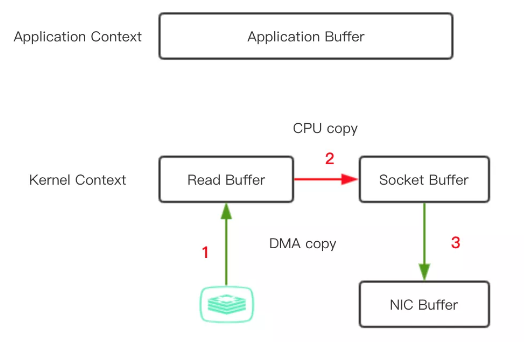 Application Context
Application Buffer
CPU copy
2
Kernel Context
Read Buffer
Socket Buffer
1
DMA copy
3
NIC Buffer